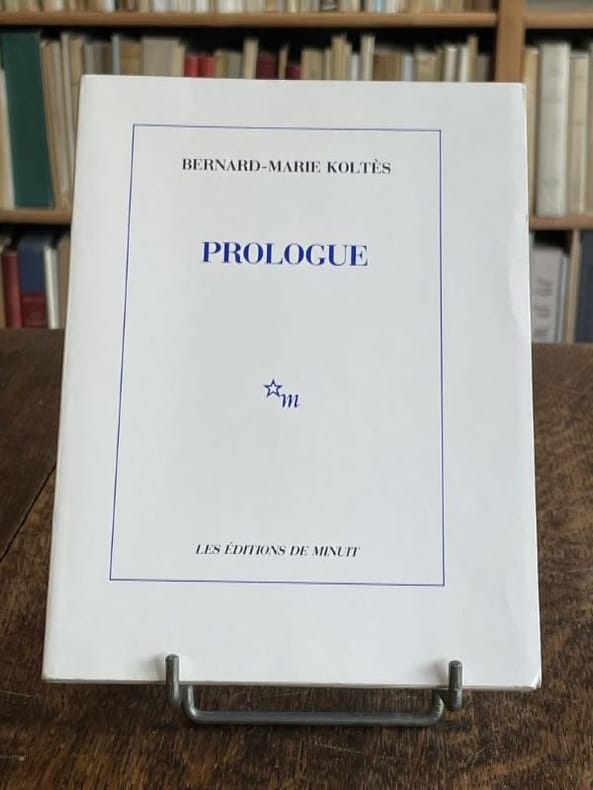 BERNARD-MARIE KOLTÈS
PROLOGUE
m
LES ÉDITIONS DE MINUIT